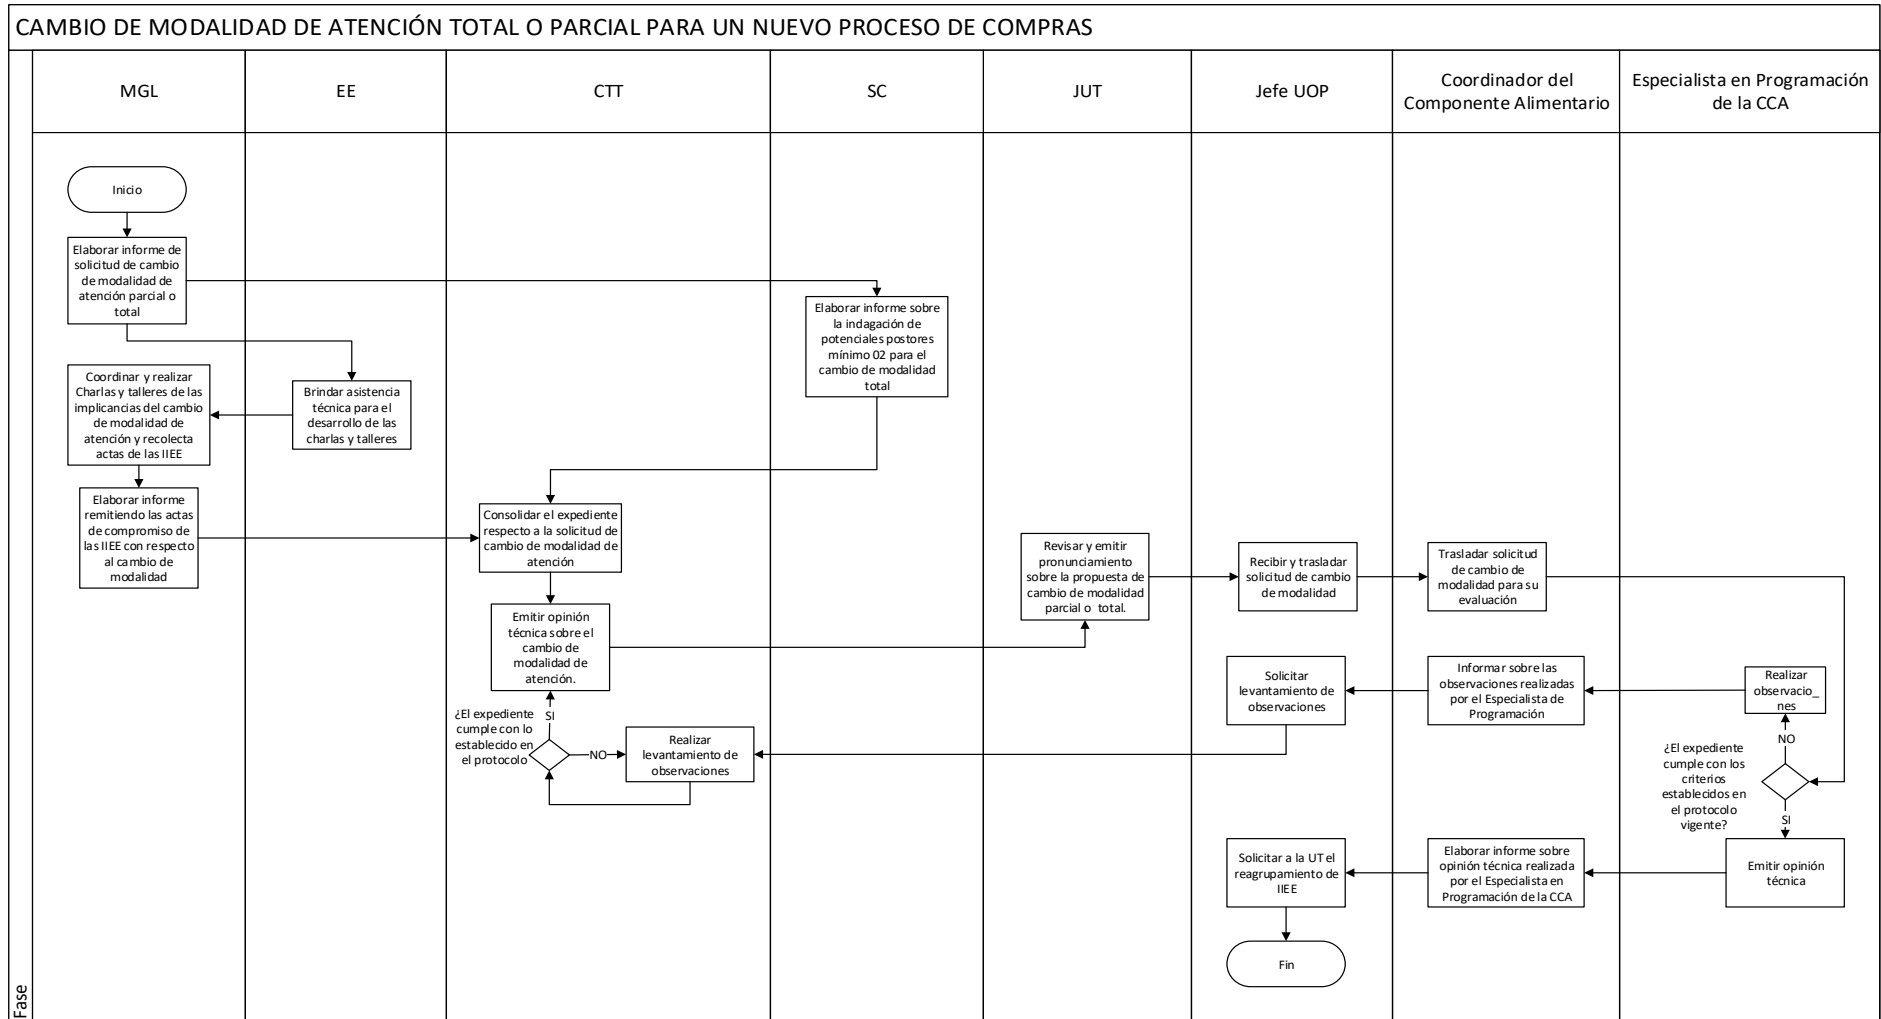 CAMBIO DE MODALIDAD DE ATENCIÓN TOTAL O PARCIAL PARA UN NUEVO PROCESO DE COMPRAS
MGL
EE
CTT
SC
JUT
Jefe UOP
Coordinador del
Componente Alimentario
Especialista en Programación
de la CCA
Inicio
Elaborar informe de
solicitud de cambio
de modalidad de
atención parcial o
total
Elaborar informe sobre
la indagación de
potenciales postores
mínimo 02 para el
cambio de modalidad
total
Coordinar y realizar
Charlas y talleres de las
implicancias del cambio
de modalidad de
atención y recolecta
actas de las IIEE
Brindar asistencia
técnica para el
desarrollo de las
charlas y talleres
Elaborar informe
remitiendo las actas
de compromiso de
las IIEE con respecto
al cambio de
modalidad
Consolidar el expediente
respecto a la solicitud de
cambio de modalidad de
atención
Revisar y emitir
pronunciamiento
sobre la propuesta de
cambio de modalidad
parcial o total.
Recibir y trasladar
solicitud de cambio
de modalidad
Trasladar solicitud
de cambio de
modalidad para su
evaluación
Emitir opinión
técnica sobre el
cambio de
modalidad de
atención.
Solicitar
levantamiento de
observaciones
Informar sobre las
observaciones realizadas
por el Especialista de
Programación
Realizar
observacio_
nes
¿El expediente
cumple con lo
establecido en
el protocolo
SI
NO
Realizar
levantamiento de
observaciones
NO
¿El expediente
cumple con los
criterios
establecidos en
el protocolo
vigente?
SI
Solicitar a la UT el
reagrupamiento de
IIEE
Elaborar informe sobre
opinión técnica realizada
por el Especialista en
Programación de la CCA
Emitir opinión
técnica
Fin
Fase